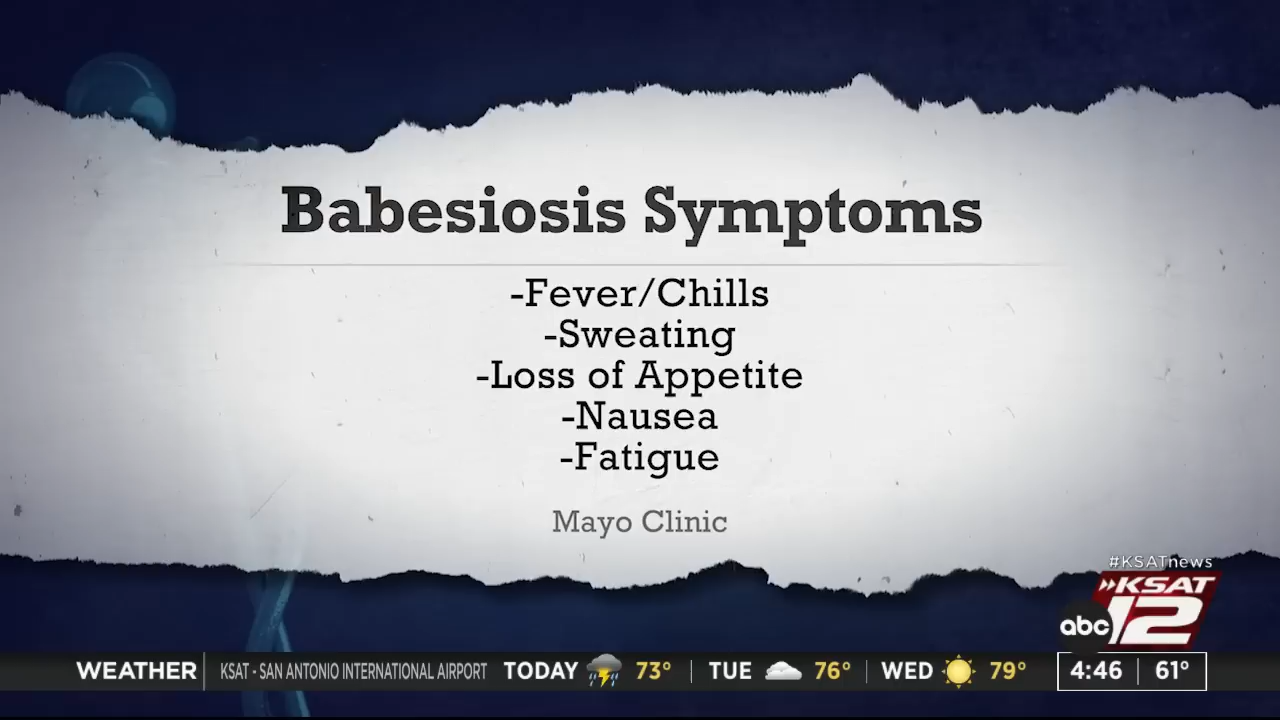 Babesiosis Symptoms
-Fever/Chills
-Sweating
-Loss of Appetite
-Nausea
-Fatigue
Mayo Clinic
#KSATnews
KSAT
abc 12
WEATHER KSAT - SAN ANTONIO INTERNATIONAL AIRPORT TODAY 73° TUE 76° WED 79° 4:46 61°